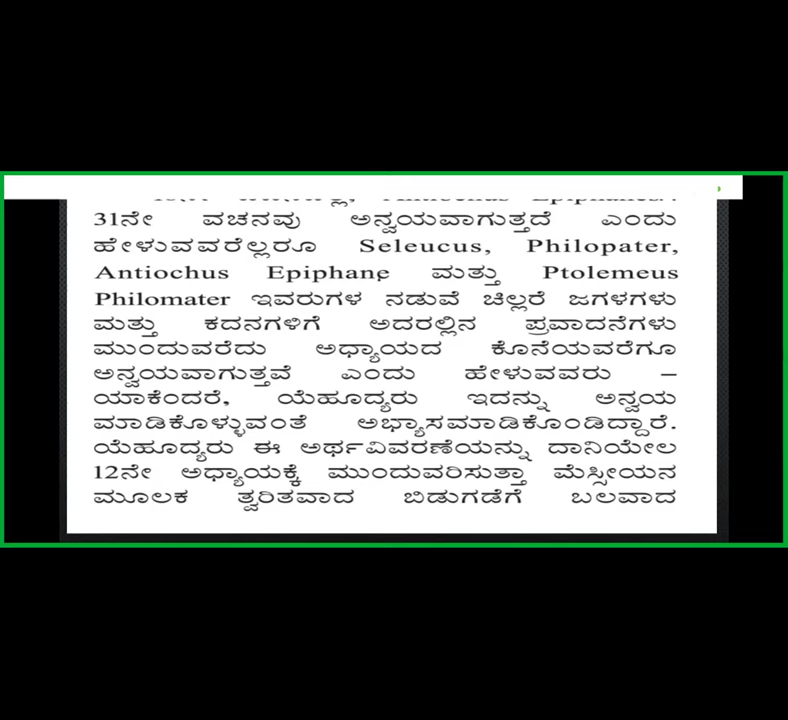 31ನೇ ವಚನವು ಅನ್ವಯವಾಗುತ್ತದೆ ಎಂದು
ಹೇಳುವವರೆಲ್ಲರೂ Seleucus, Philopater,
Antiochus Epiphane ಮತ್ತು Ptolemeus
Philomater ಇವರುಗಳ ನಡುವೆ ಚಿಲ್ಲರೆ ಜಗಳಗಳು
ಮತ್ತು ಕದನಗಳಿಗೆ ಅದರಲ್ಲಿನ ಪ್ರವಾದನೆಗಳು
ಮುಂದುವರೆದು ಅಧ್ಯಾಯದ ಕೊನೆಯವರೆಗೂ
ಅನ್ವಯವಾಗುತ್ತವೆ ಎಂದು ಹೇಳುವವರು –
ಯಾಕೆಂದರೆ, ಯೆಹೂದ್ಯರು ಇದನ್ನು ಅನ್ವಯ
ಮಾಡಿಕೊಳ್ಳುವಂತೆ ಅಭ್ಯಾಸಮಾಡಿಕೊಂಡಿದ್ದಾರೆ.
ಯೆಹೂದ್ಯರು ಈ ಅರ್ಥವಿವರಣೆಯನ್ನು ದಾನಿಯೇಲ
12ನೇ ಅಧ್ಯಾಯಕ್ಕೆ ಮುಂದುವರಿಸುತ್ತಾ ಮೆಸ್ಸೀಯನ
ಮೂಲಕ ತ್ವರಿತವಾದ ಬಿಡುಗಡೆಗೆ ಬಲವಾದ